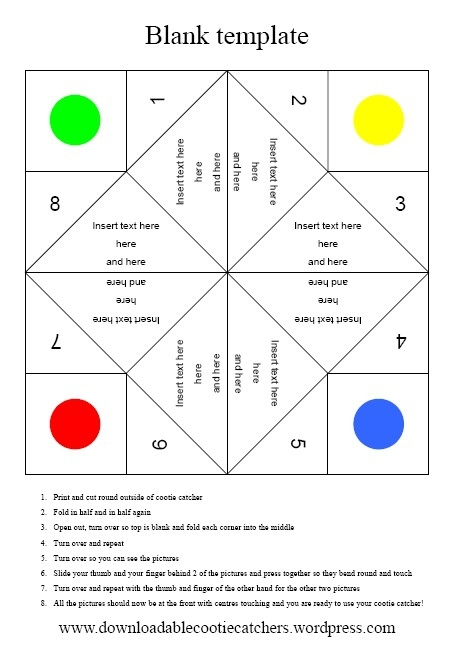 Blank template
1
2
Insert text here
here
and here
and here
here
Insert text here
8
3
Insert text here
here
and here
Insert text here
here
and here
Insert text here
here
and here
Insert text here
here
and here
7
4
Insert text here
here
and here
and here
here
Insert text here
6
5
1. Print and cut round outside of cootie catcher
2. Fold in half and in half again
3. Open out, turn over so top is blank and fold each corner into the middle
4. Turn over and repeat
5. Turn over so you can see the pictures
6. Slide your thumb and your finger behind 2 of the pictures and press together so they bend round and touch
7. Turn over and repeat with the thumb and finger of the other hand for the other two pictures
8. All the pictures should now be at the front with centres touching and you are ready to use your cootie catcher!
www.downloadablecootiecatchers.wordpress.com